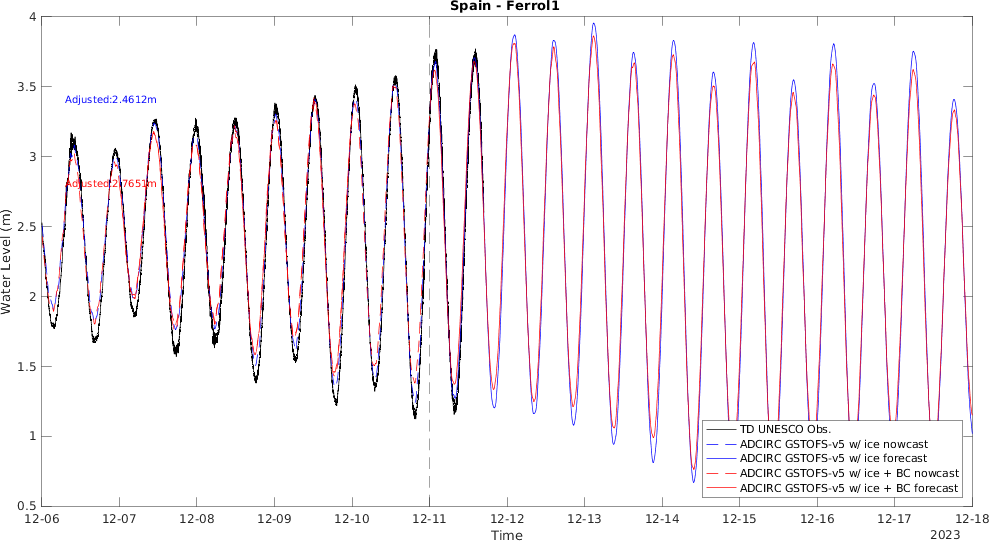 Spain - Ferrol1
4
3.5
3
2.5
2
1.5
1
0.5
Water Level (m)
Adjusted:2.4612m
Adjusted:2.7651m
TD UNESCO Obs.
ADCIRC GSTOFS-v5 w/ ice nowcast
ADCIRC GSTOFS-v5 w/ ice forecast
ADCIRC GSTOFS-v5 w/ ice + BC nowcast
ADCIRC GSTOFS-v5 w/ ice + BC forecast
12-06 12-07 12-08 12-09 12-10 12-11 12-12 12-13 12-14 12-15 12-16 12-17 12-18
Time
2023